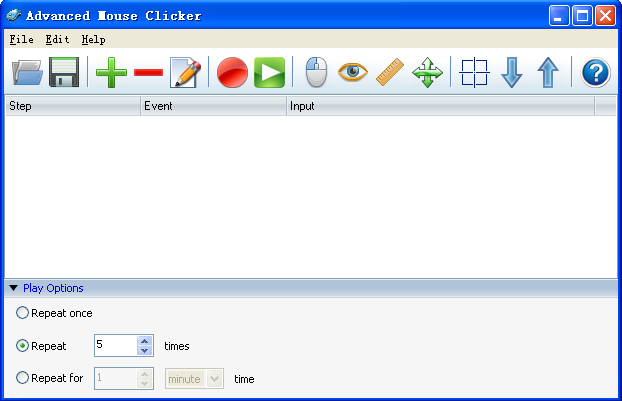 Advanced Mouse Clicker
File Edit Help
?
Step Event Input
Play Options
Repeat once
Repeat 5 times
Repeat for 1 minute time